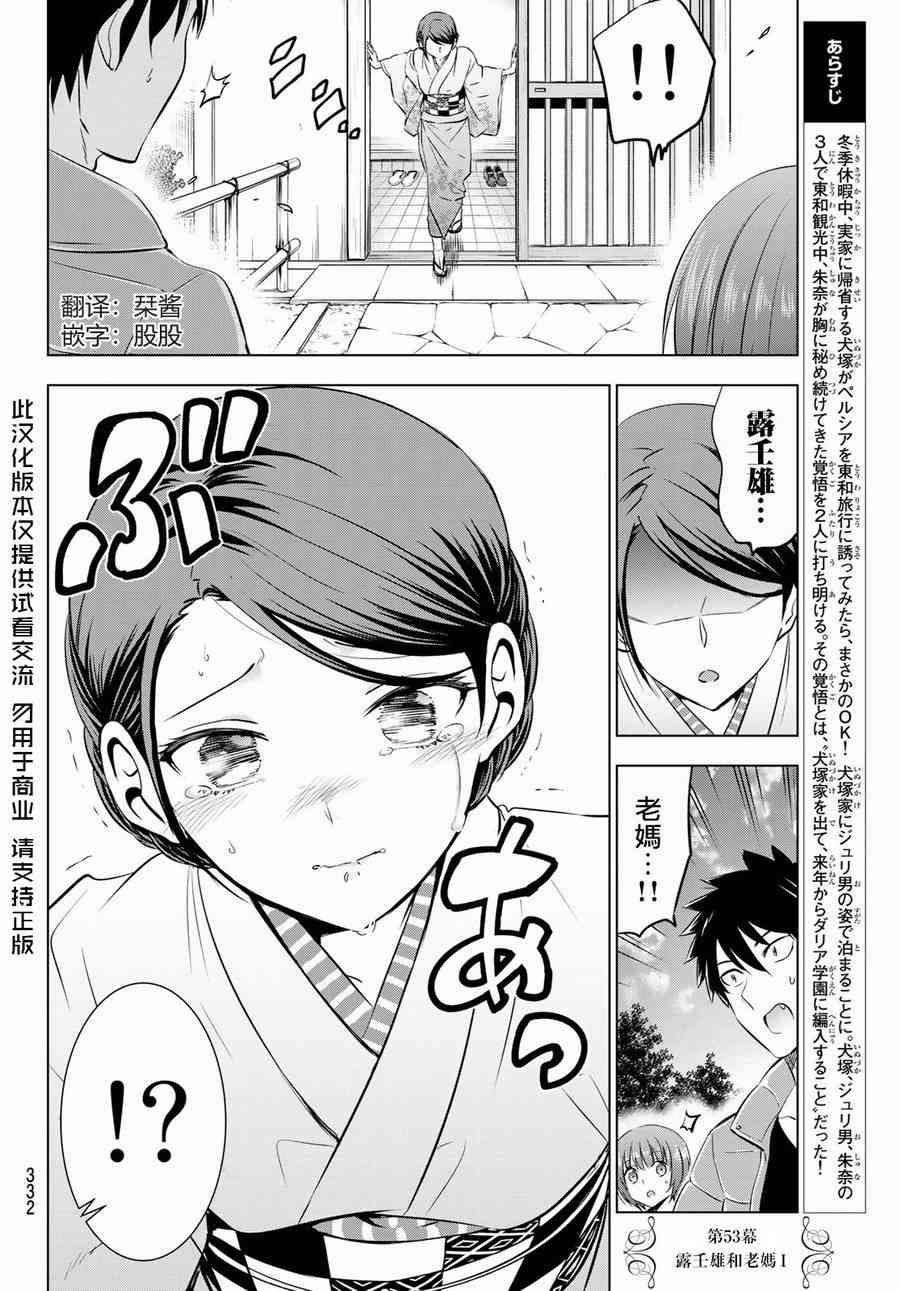 あらすじ
冬季休暇中、実家に帰省する犬塚がペルシアを東和旅行に誘ってみたら、まさかのOK！ 犬塚家にジュリ男の姿で泊まることに。犬塚、ジュリ男、朱奈の
3人で東和観光中、朱奈が胸に秘め続けてきた覚悟を2人に打ち明ける。その覚悟とは、〝犬塚家を出て、来年からダリア学園に編入すること〟だった！
!!
翻译：栞酱
嵌字：股股
露壬雄…
老媽…!!
ぶ゛
あっ
!?
第53幕
露壬雄和老媽 I
此汉化版本仅提供试看交流 勿用于商业 请支持正版
332